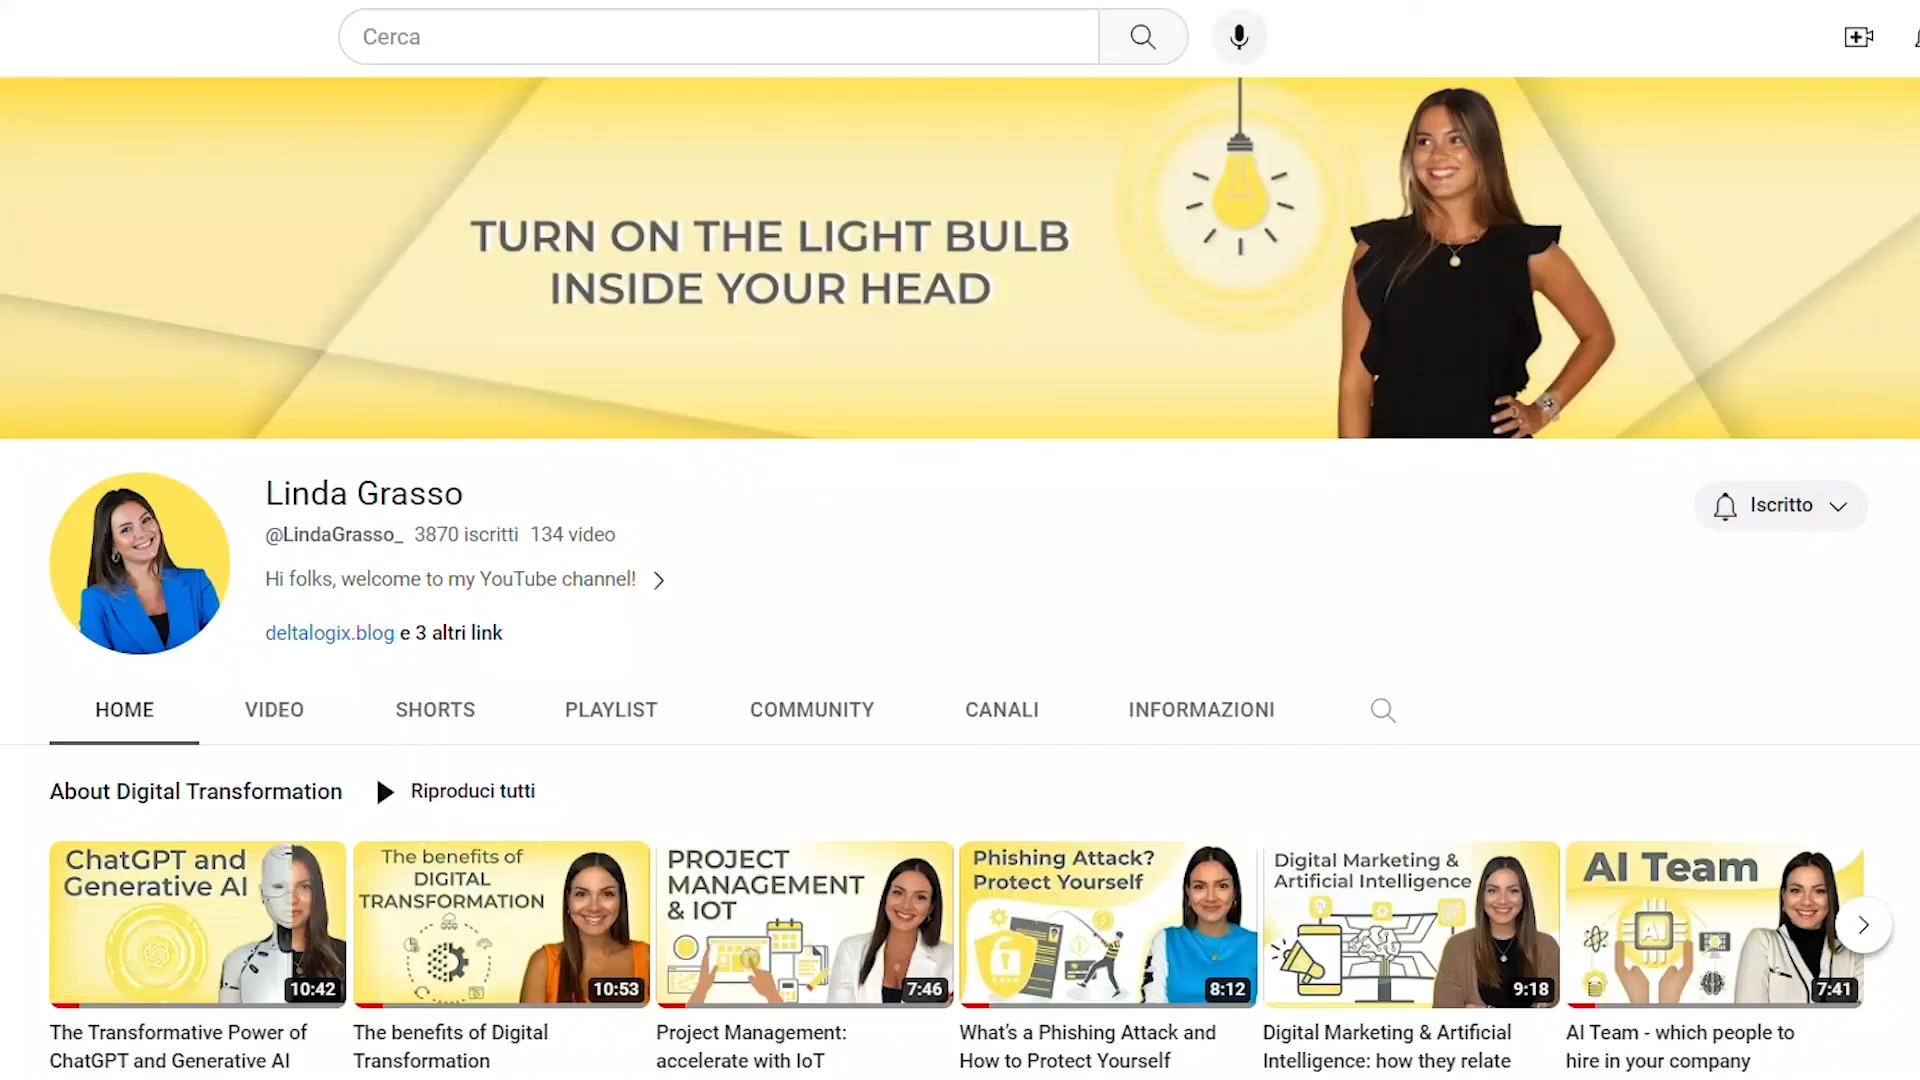 Cerca
TURN ON THE LIGHT BULB
INSIDE YOUR HEAD
Linda Grasso
@LindaGrasso_ 3870 iscritti 134 video
Hi folks, welcome to my YouTube channel!
deltalogix.blog e 3 altri link
Iscritto
HOME VIDEO SHORTS PLAYLIST COMMUNITY CANALI INFORMAZIONI
About Digital Transformation Riproduci tutti
ChatGPT and
Generative AI
10:42
The Transformative Power of
ChatGPT and Generative AI
The benefits of
DIGITAL
TRANSFORMATION
10:53
The benefits of Digital
Transformation
PROJECT
MANAGEMENT
& IOT
7:46
Project Management:
accelerate with IoT
Phishing Attack?
Protect Yourself
8:12
What’s a Phishing Attack and
How to Protect Yourself
Digital Marketing &
Artificial Intelligence
9:18
Digital Marketing & Artificial
Intelligence: how they relate
AI Team
AI
7:41
AI Team - which people to
hire in your company